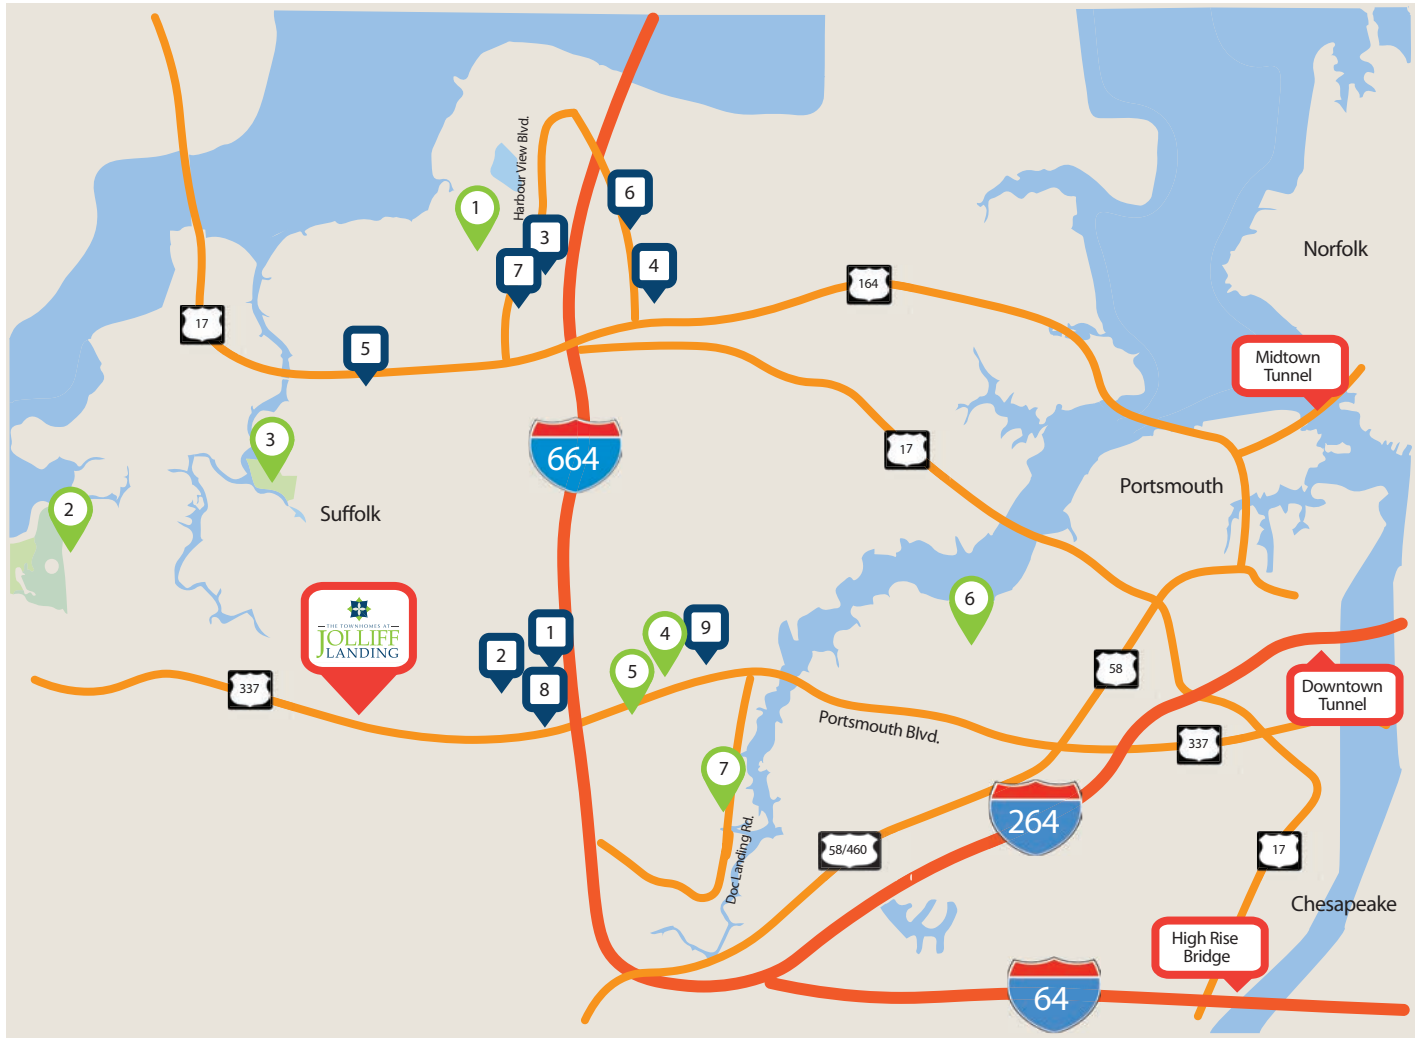 Harbour View Blvd.
1
6
3
7
4
Norfolk
164
17
5
Midtown
Tunnel
3
664
17
Portsmouth
2
Suffolk
6
THE TOWNHOMES AT
JOLLIFF
LANDING
1
4
9
2
5
8
58
337
Downtown
Tunnel
Portsmouth Blvd.
337
7
264
58/460
17
Doc Landing Rd.
Chesapeake
High Rise
Bridge
64